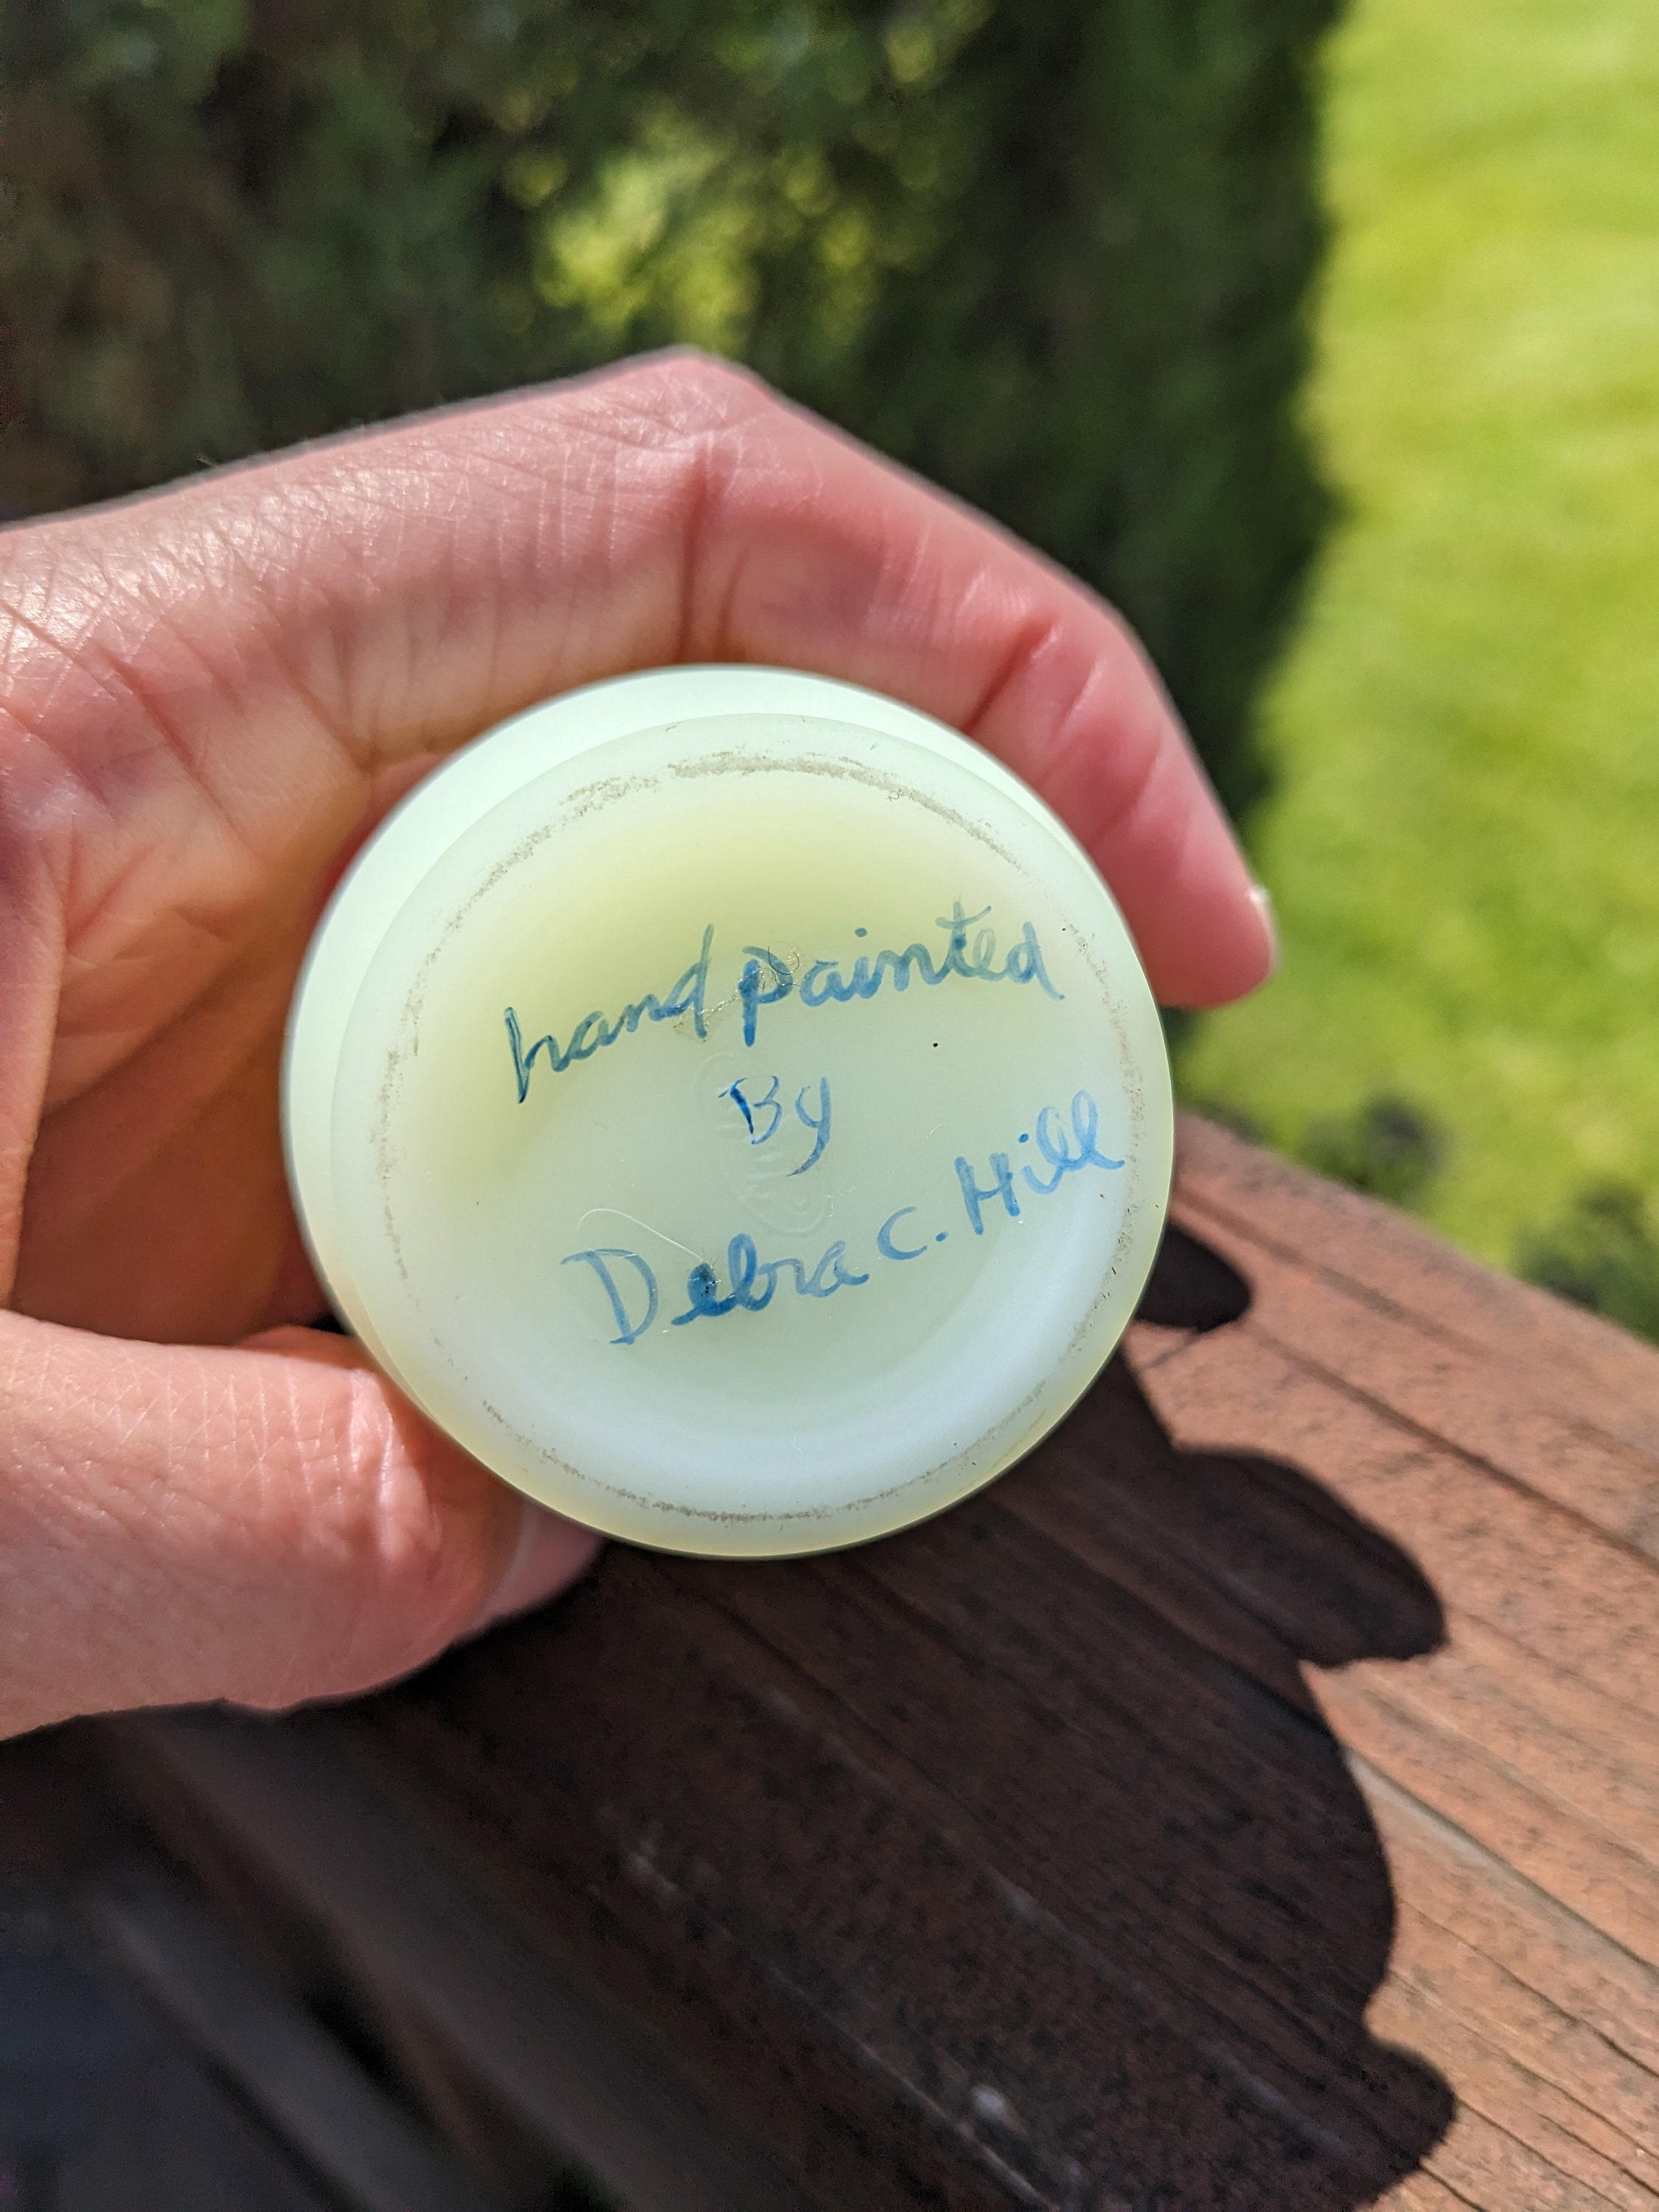 hand painted
By
Debra C. Hill